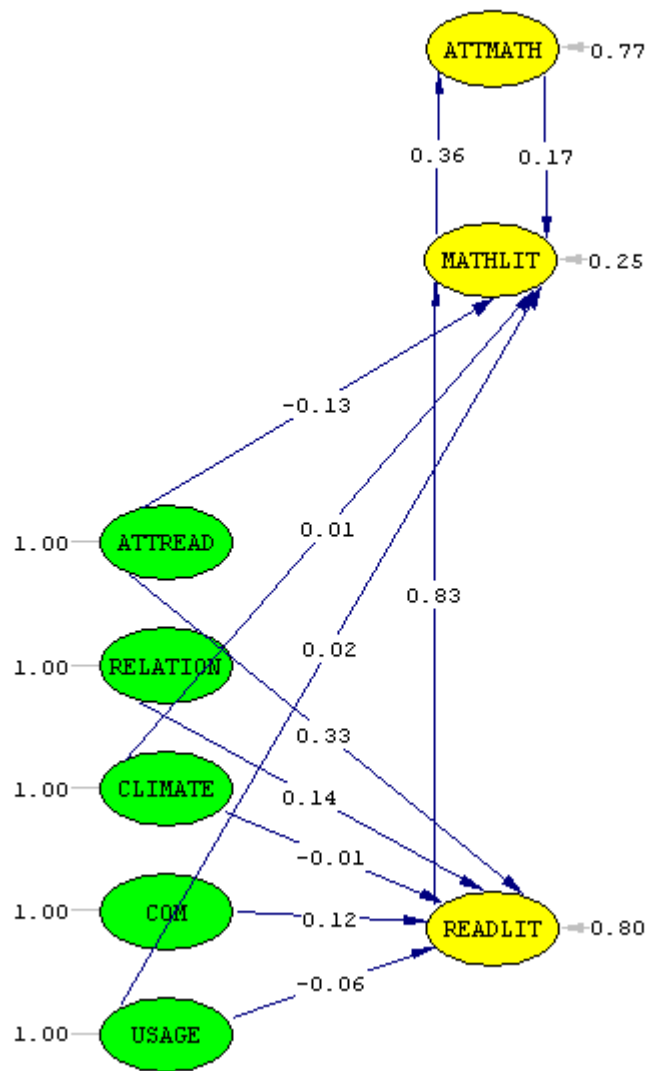 ATTMATH 0.77
0.36 0.17
MATHLIT 0.25
-0.13
1.00 ATTREAD
0.01
0.83
0.02
1.00 RELATION
0.33
1.00 CLIMATE
0.14
-0.01
1.00 COM
0.12
READLIT 0.80
-0.06
1.00 USAGE